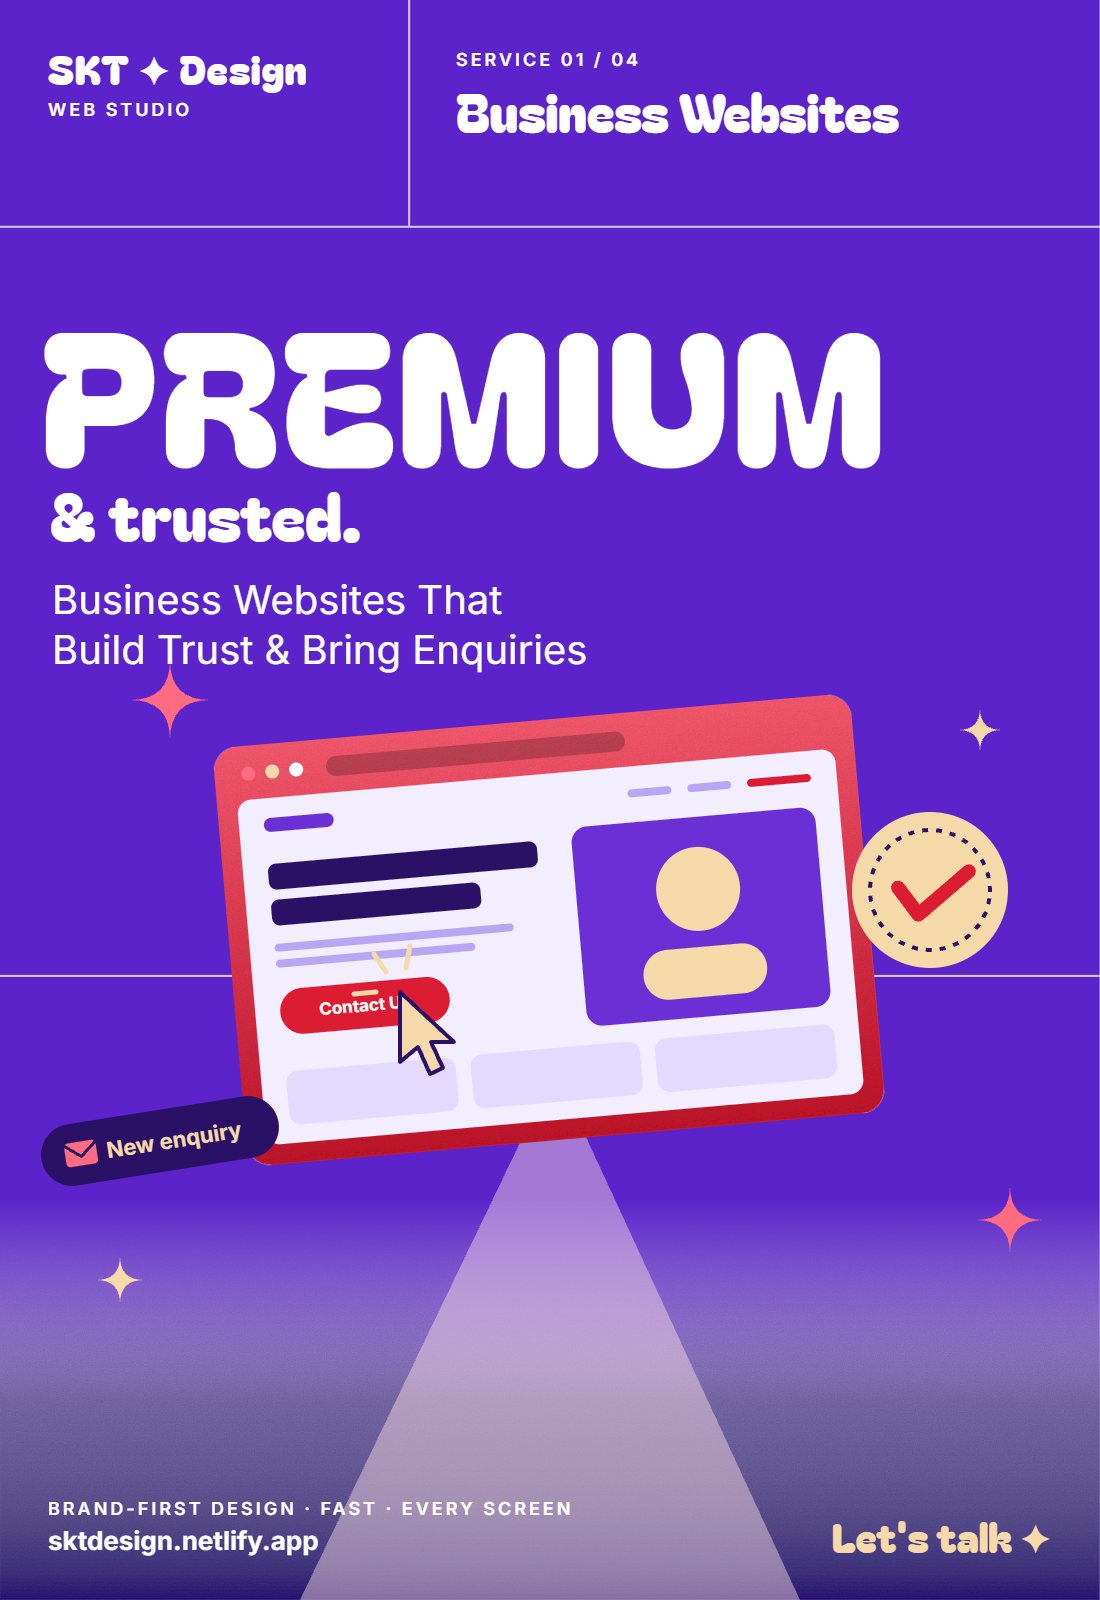 SKT ✦ Design
WEB STUDIO
SERVICE 01 / 04
Business Websites
PREMIUM
& trusted.
Business Websites That
Build Trust & Bring Enquiries
Contact U
New enquiry
BRAND-FIRST DESIGN · FAST · EVERY SCREEN
sktdesign.netlify.app
Let's talk ✦